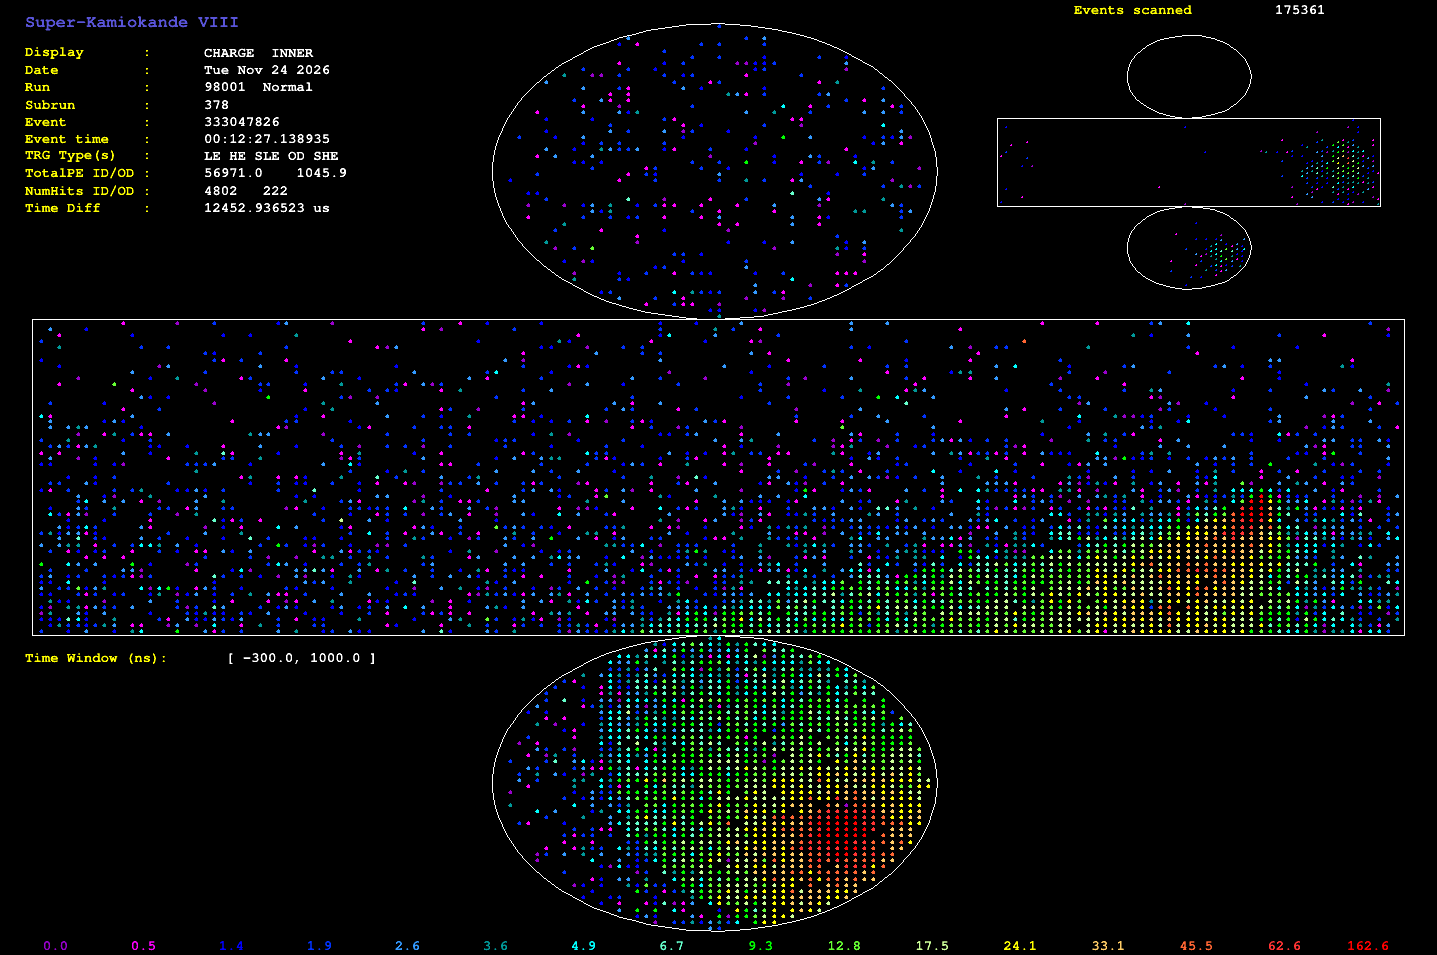 Super-Kamiokande VIII
Events scanned 175361
Display : CHARGE INNER
Date : Tue Nov 24 2026
Run : 98001 Normal
Subrun : 378
Event : 333047826
Event time : 00:12:27.138935
TRG Type(s) : LE HE SLE OD SHE
TotalPE ID/OD : 56971.0 1045.9
NumHits ID/OD : 4802 222
Time Diff : 12452.936523 us
Time Window (ns): [ -300.0, 1000.0 ]
0.0 0.5 1.4 1.9 2.6 3.6 4.9 6.7 9.3 12.8 17.5 24.1 33.1 45.5 62.6 162.6